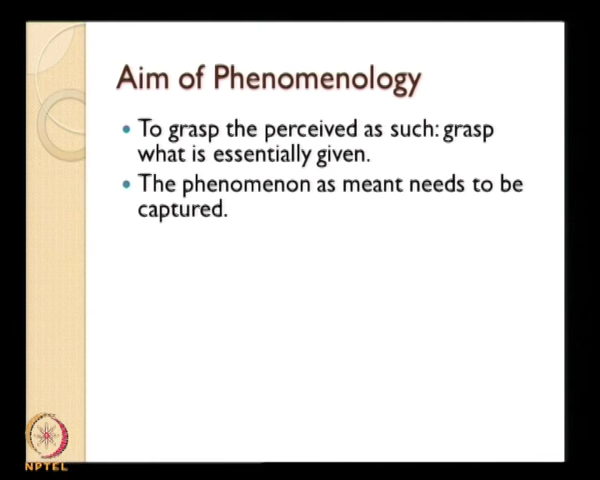 Aim of Phenomenology
• To grasp the perceived as such: grasp
what is essentially given.
• The phenomenon as meant needs to be
captured.
NPTEL